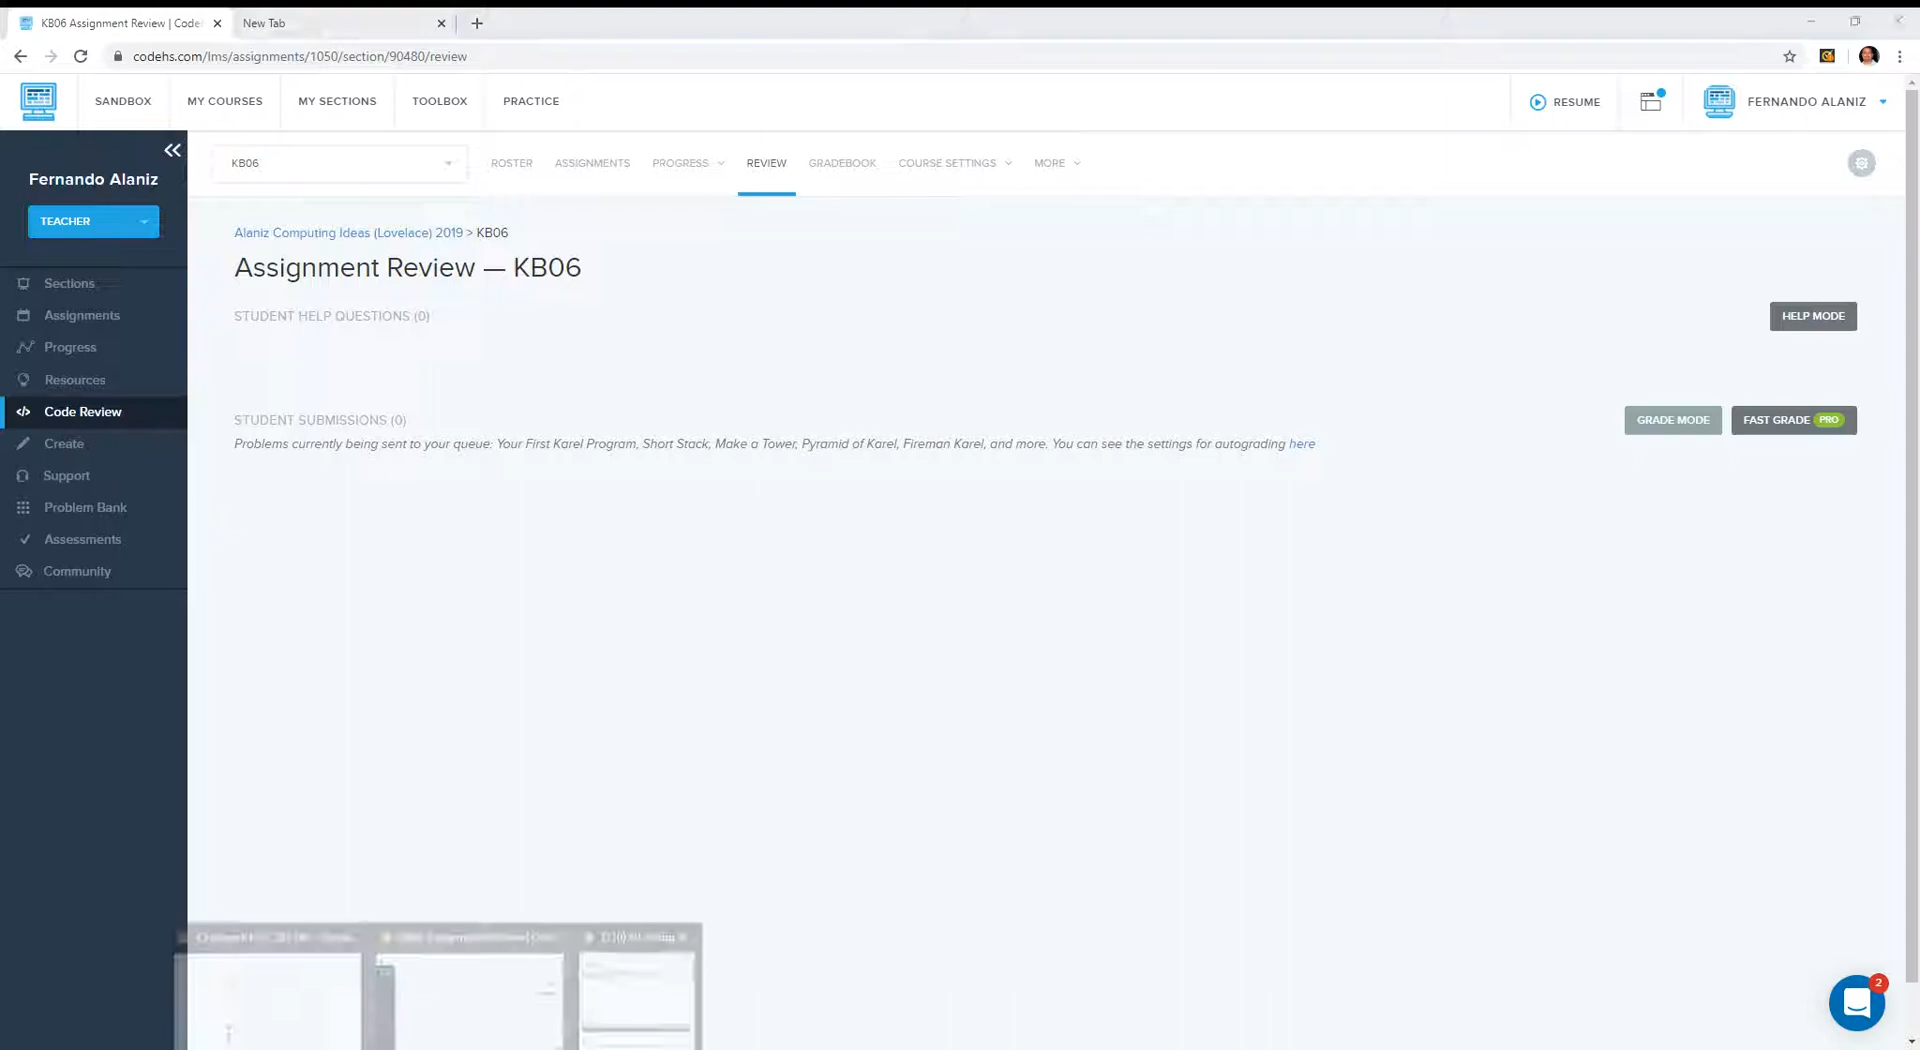 KB06 Assignment Review | Code
New Tab
codehs.com/lms/assignments/1050/section/90480/review
SANDBOX
MY COURSES
MY SECTIONS
TOOLBOX
PRACTICE
RESUME
FERNANDO ALANIZ
Fernando Alaniz
TEACHER
Sections
Assignments
Progress
Resources
Code Review
Create
Support
Problem Bank
Assessments
Community
KB06
ROSTER
ASSIGNMENTS
PROGRESS
REVIEW
GRADEBOOK
COURSE SETTINGS
MORE
Alaniz Computing Ideas (Lovelace) 2019 > KB06
Assignment Review — KB06
STUDENT HELP QUESTIONS (0)
HELP MODE
STUDENT SUBMISSIONS (0)
GRADE MODE
FAST GRADE PRO
Problems currently being sent to your queue: Your First Karel Program, Short Stack, Make a Tower, Pyramid of Karel, Fireman Karel, and more. You can see the settings for autograding here
2